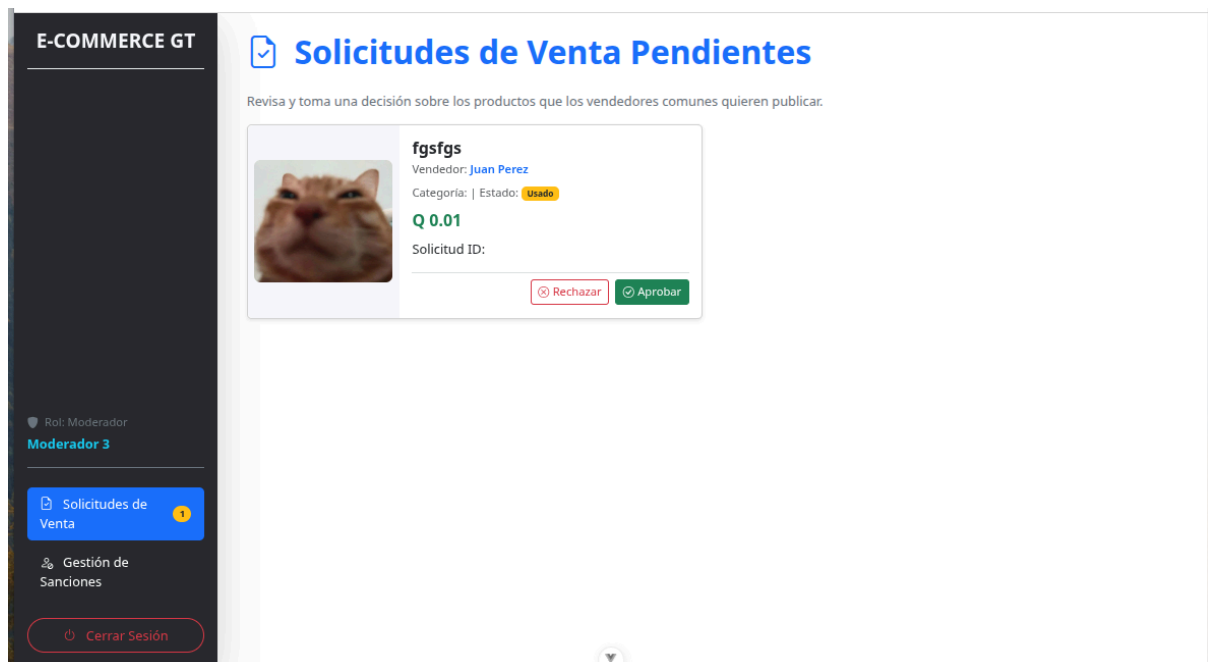 E-COMMERCE GT
Rol: Moderador
Moderador 3
Solicitudes de
Venta
1
Gestión de
Sanciones
Cerrar Sesión
Solicitudes de Venta Pendientes
Revisa y toma una decisión sobre los productos que los vendedores comunes quieren publicar.
fgsfgs
Vendedor: Juan Perez
Categoría: | Estado: Usado
Q 0.01
Solicitud ID:
Rechazar Aprobar